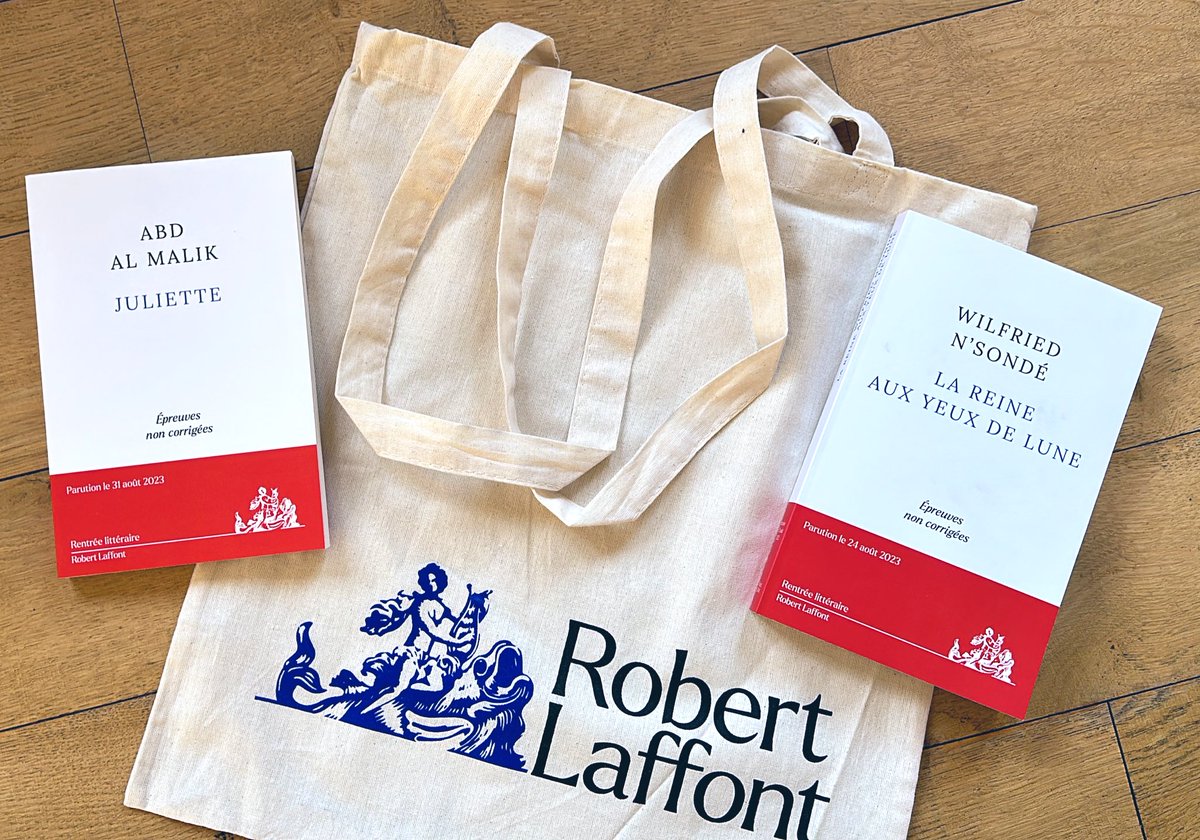 ABD
AL MALIK
JULIETTE
Épreuves
non corrigées
Parution le 31 août 2023
Rentrée littéraire
Robert Laffont
WILFRIED
N'SONDÉ
LA REINE
AUX YEUX DE LUNE
Épreuves
non corrigées
Parution le 24 août 2023
Rentrée littéraire
Robert Laffont
Robert
Laffont